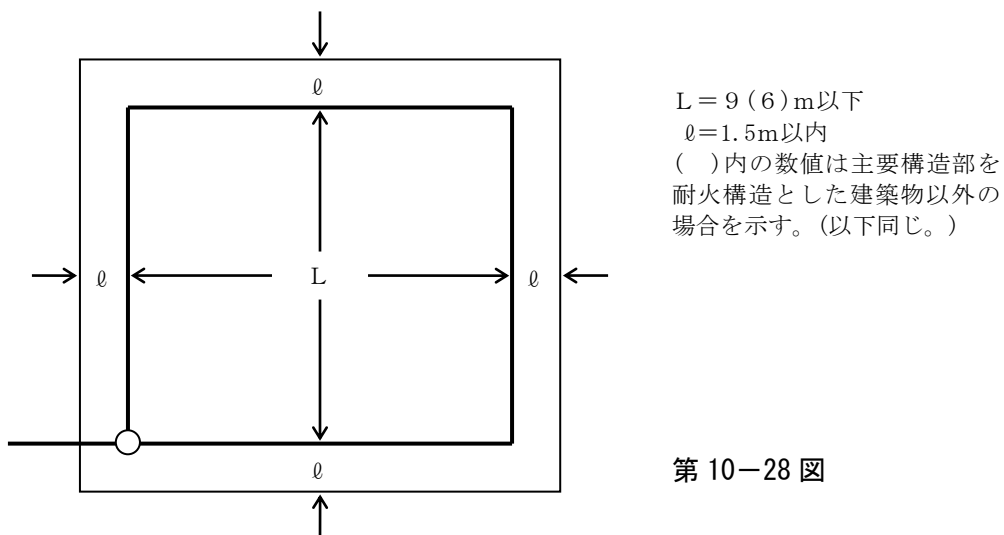 ℓ
L＝９(６)m以下
ℓ=1.5m以内
(　)内の数値は主要構造部を
耐火構造とした建築物以外の
場合を示す。(以下同じ。)
ℓ
L
ℓ
ℓ
第 10－28 図